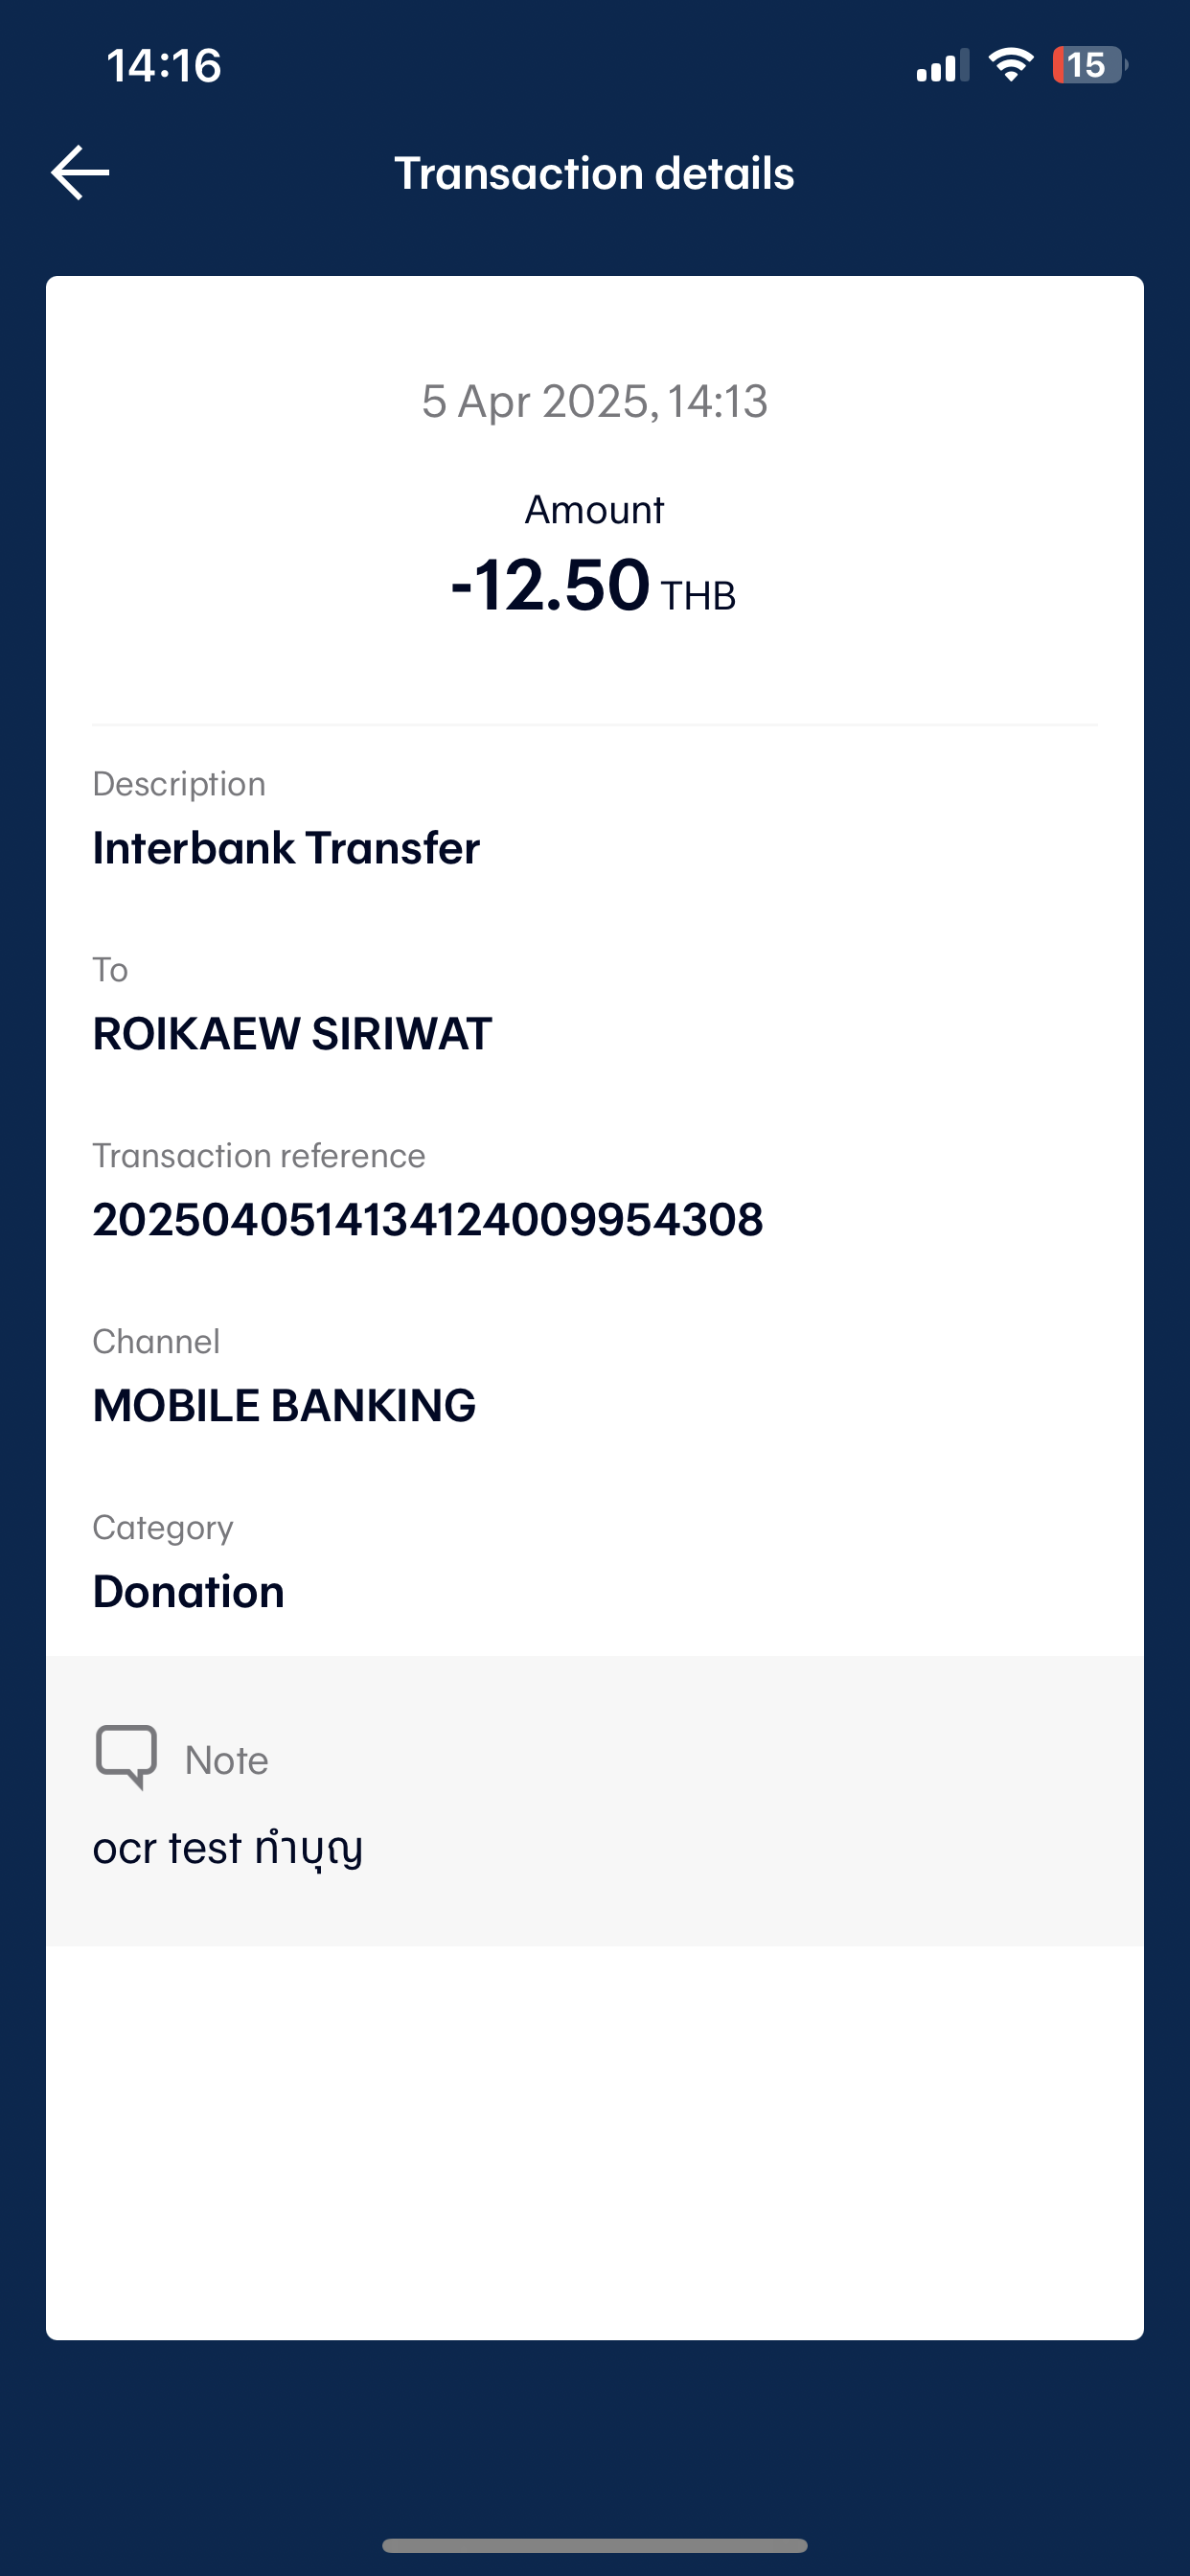 14:16
15
Transaction details
5 Apr 2025, 14:13
Amount
-12.50 THB
Description
Interbank Transfer
To
ROIKAEW SIRIWAT
Transaction reference
2025040514134124009954308
Channel
MOBILE BANKING
Category
Donation
Note
ocr test ทำบุญ